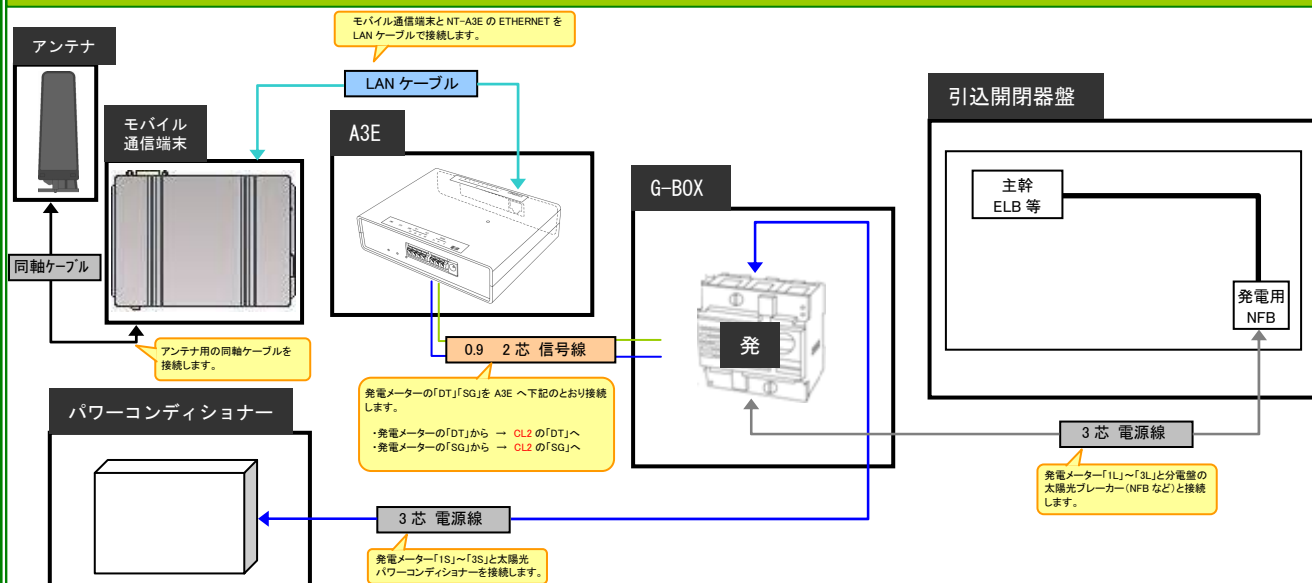 モバイル通信端末と NT-A3E の ETHERNET を
LAN ケーブルで接続します。
アンテナ
LAN ケーブル
モバイル
通信端末
A3E
引込開閉器盤
G-BOX
主幹
ELB 等
同軸ケーブル
発電用
NFB
発
アンテナ用の同軸ケーブルを
接続します。
0.9 2 芯 信号線
発電メーターの「DT」「SG」を A3E へ下記のとおり接続
します。
・発電メーターの「DT」から → CL2 の「DT」へ
・発電メーターの「SG」から → CL2 の「SG」へ
パワーコンディショナー
3 芯 電源線
発電メーター「1L」~「3L」と分電盤の
太陽光ブレーカー(NFB など)と接続
します。
3 芯 電源線
発電メーター「1S」~「3S」と太陽光
パワーコンディショナーを接続します。